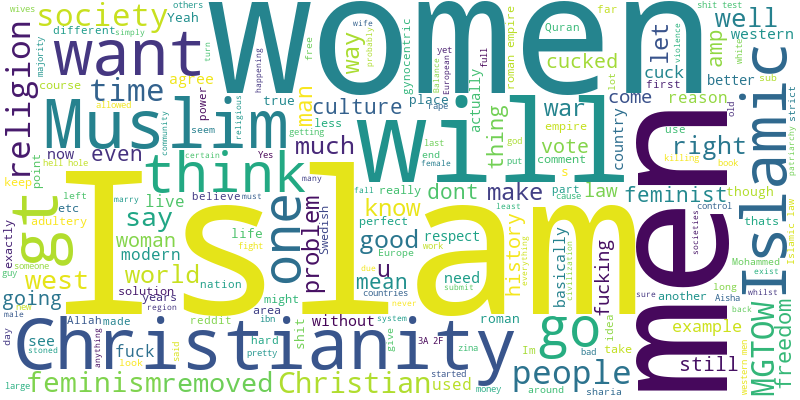 others
wives
society
Yeah
different
simply
majority
want
women
way
free
wife
probably
happening
gynocentric
Quran
For
far
roman empire
shit test
white
violence
cucked
cuck
amp
well
western
let
better
sub
first
religion
course
time
agree
man
allowed
power
true
culture
place
religious
seem
Muslim
will
less
community
balance
European
yet
full
rape
actually
thing
war
come
country
reason
old
patriarchy
strict
men
Islamic
now
even
much
getting
Yes
last
end
female
god
put
empire
vote
comment
s
lot
right
use
killing
book
keep
point
hell hole
gt
think
certain
many
believe
must
live
left
etc
adultery
say
marry
one
problem
Swedish
fall
really
dont
know
make
part
cause
law
feminist
though
thats
control
Islam
exactly
guy
someone
woman
modern
life
fight
perfect
good
respect
work
history
least
everything
civilization
basically
fucking
another
societies
Mohammed
exist
Islamic law
west
world
solution
nation
might
Europe
u
mean
due
need
long
Aisha
whilst
going
new
male
day
years
region
area
countries
never
submit
sure
back
MGTOW
freedom
western men
Allah
made
reddit
ibn
without
system
roman
go
idea
example
still
see
stoned
fuck
anything
look
said
hard
pretty
shit
3A 2F
give
Im
bad
take
people
large
feminism
removed
Christianity
turn
Christian
started
used
zina
money
around
sharia